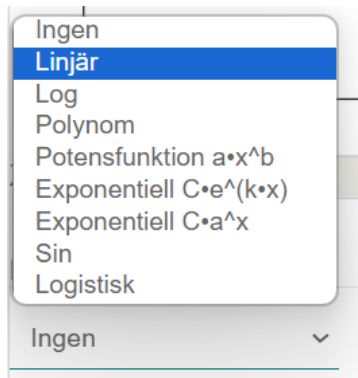 Ingen
Linjär
Log
Polynom
Potensfunktion a•x^b
Exponentiell C•e^(k•x)
Exponentiell C•a^x
Sin
Logistisk
Ingen